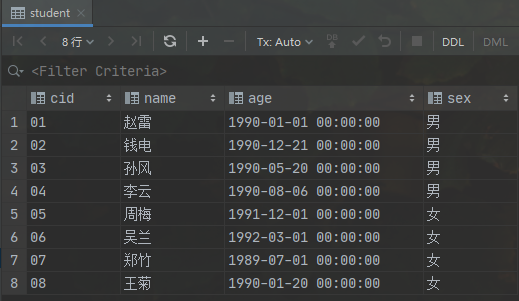 student
8 行 Tx: Auto DB DDL DML
<Filter Criteria>
cid name age sex
1 01 赵雷 1990-01-01 00:00:00 男
2 02 钱电 1990-12-21 00:00:00 男
3 03 孙风 1990-05-20 00:00:00 男
4 04 李云 1990-08-06 00:00:00 男
5 05 周梅 1991-12-01 00:00:00 女
6 06 吴兰 1992-03-01 00:00:00 女
7 07 郑竹 1989-07-01 00:00:00 女
8 08 王菊 1990-01-20 00:00:00 女